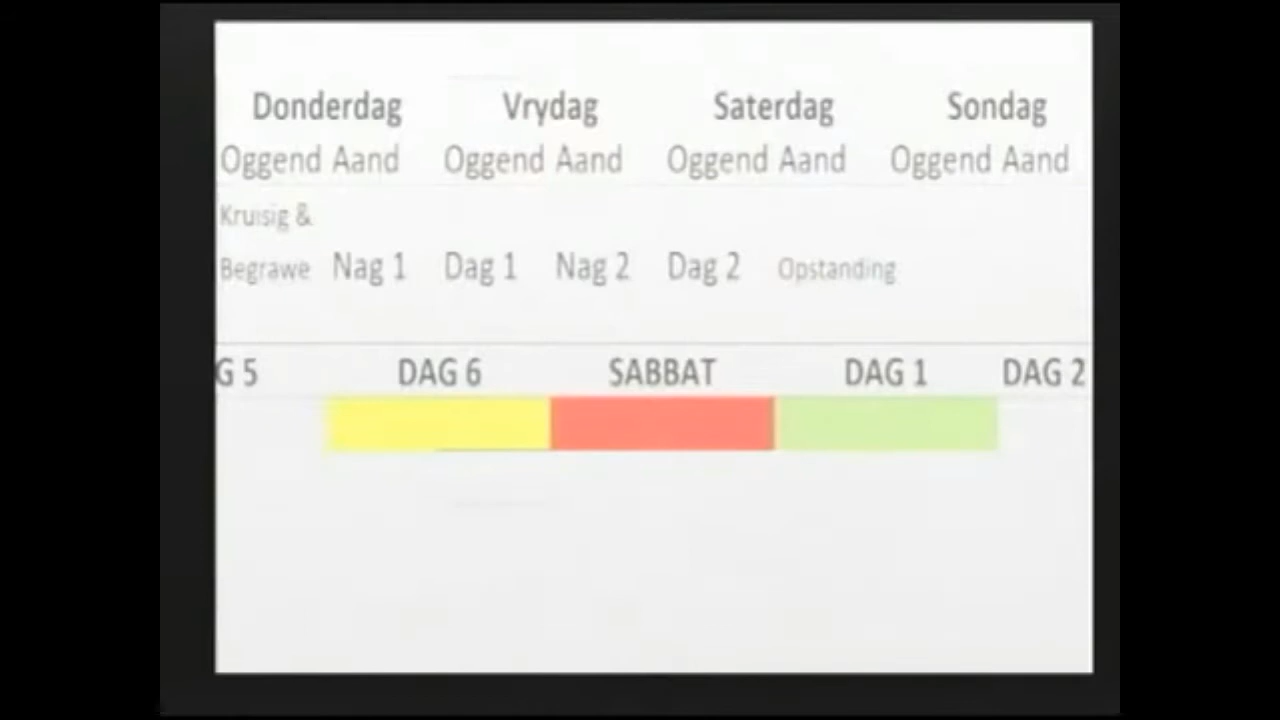 Donderdag Vrydag Saterdag Sondag
Oggend Aand Oggend Aand Oggend Aand Oggend Aand
Kruisig &
Begrawe Nag 1 Dag 1 Nag 2 Dag 2 Opstanding
G 5 DAG 6 SABBAT DAG 1 DAG 2